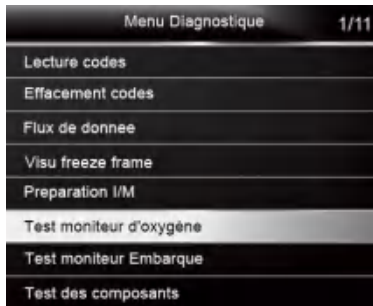 Menu Diagnostique 1/11
Lecture codes
Effacement codes
Flux de donnee
Visu freeze frame
Preparation I/M
Test moniteur d'oxygène
Test moniteur Embarque
Test des composants